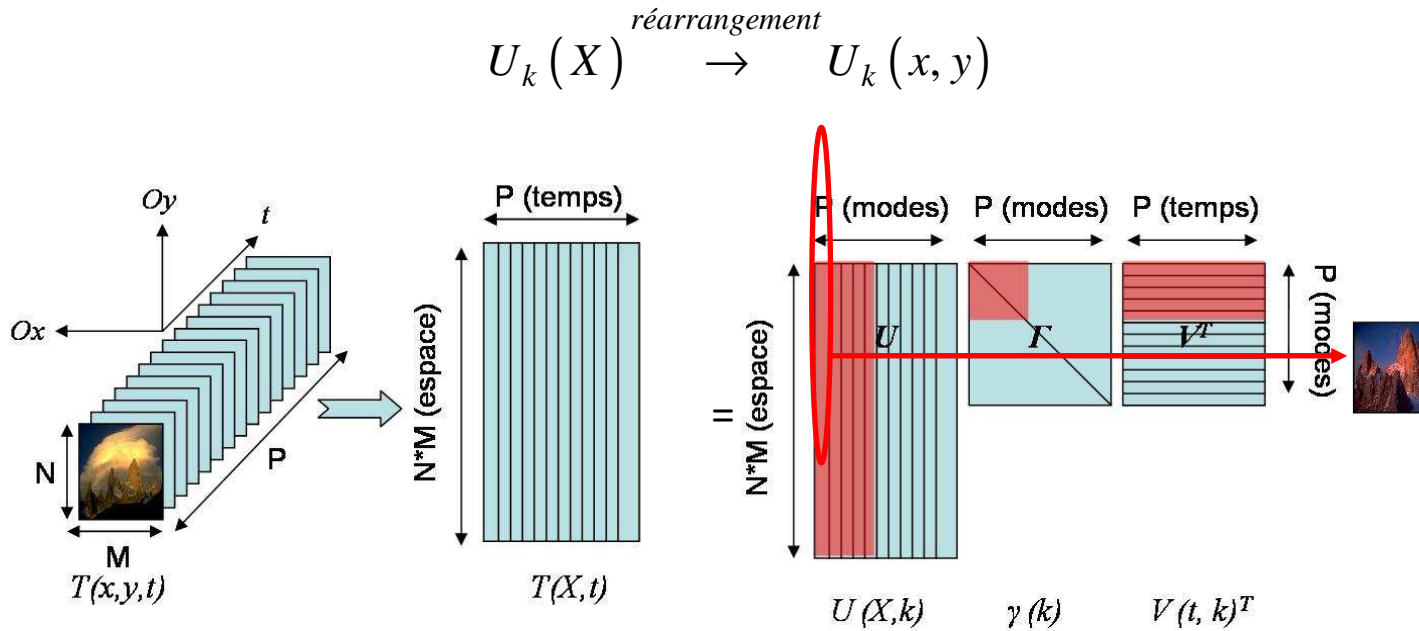 réarrangement
U_k (X) → U_k (x, y)
Oy
t
Ox
N
M
P
T(x,y,t)
P (temps)
N*M (espace)
T(X,t)
=
P (modes)
N*M (espace)
U
U(X,k)
P (modes)
Γ
γ(k)
P (temps)
V^T
P (modes)
V(t, k)^T